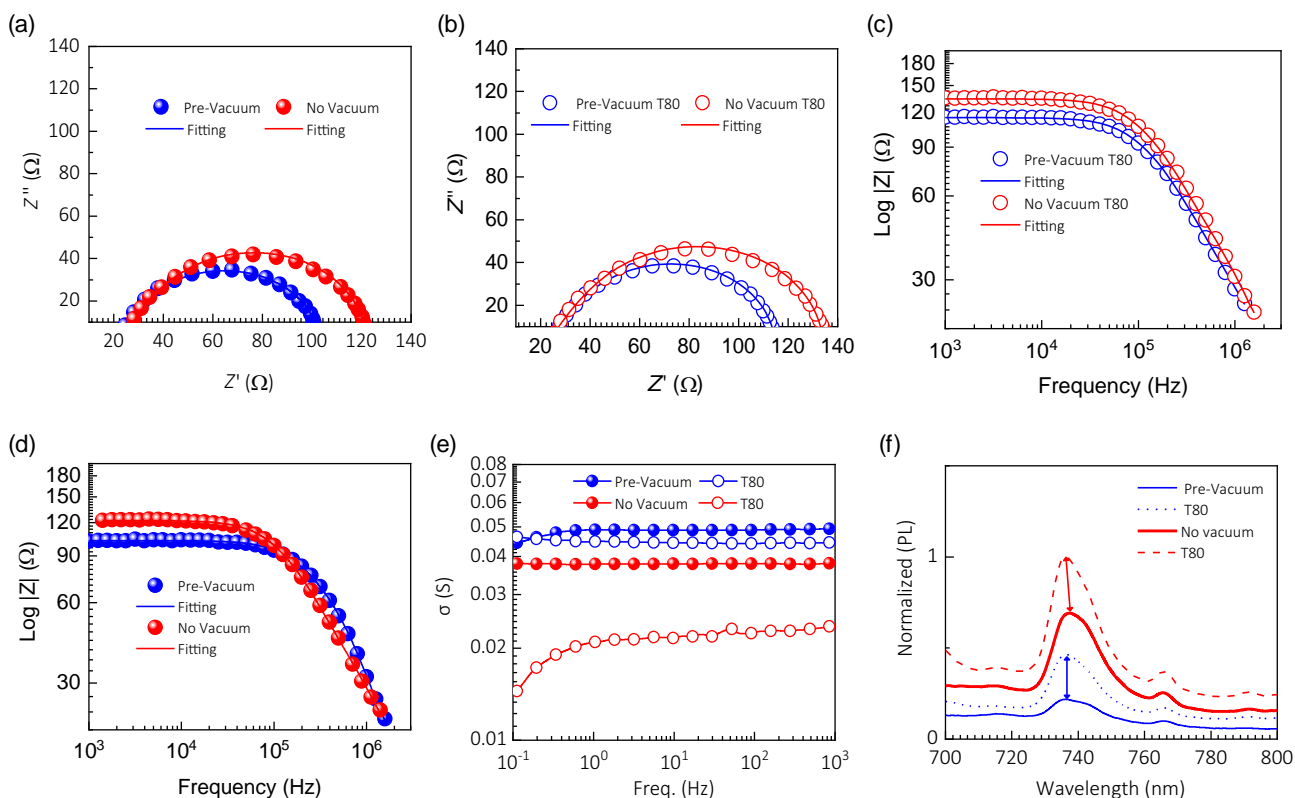 (a)
140
120
100
80
60
40
20
Z'' (Ω)
Pre-Vacuum No Vacuum
Fitting Fitting
20 40 60 80 100 120 140
Z' (Ω)
(b)
140
120
100
80
60
40
20
Z'' (Ω)
Pre-Vacuum T80 No Vacuum T80
Fitting Fitting
20 40 60 80 100 120 140
Z' (Ω)
(c)
180
150
120
90
60
30
Log |Z| (Ω)
Pre-Vacuum T80
Fitting
No Vacuum T80
Fitting
10³ 10⁴ 10⁵ 10⁶
Frequency (Hz)
(d)
180
150
120
90
60
30
Log |Z| (Ω)
Pre-Vacuum
Fitting
No Vacuum
Fitting
10³ 10⁴ 10⁵ 10⁶
Frequency (Hz)
(e)
0.08
0.07
0.06
0.05
0.04
0.03
0.02
0.01
σ (S)
Pre-Vacuum T80
No Vacuum T80
10⁻¹ 10⁰ 10¹ 10² 10³
Freq. (Hz)
(f)
1
0
Normalized (PL)
Pre-Vacuum
T80
No vacuum
T80
700 720 740 760 780 800
Wavelength (nm)